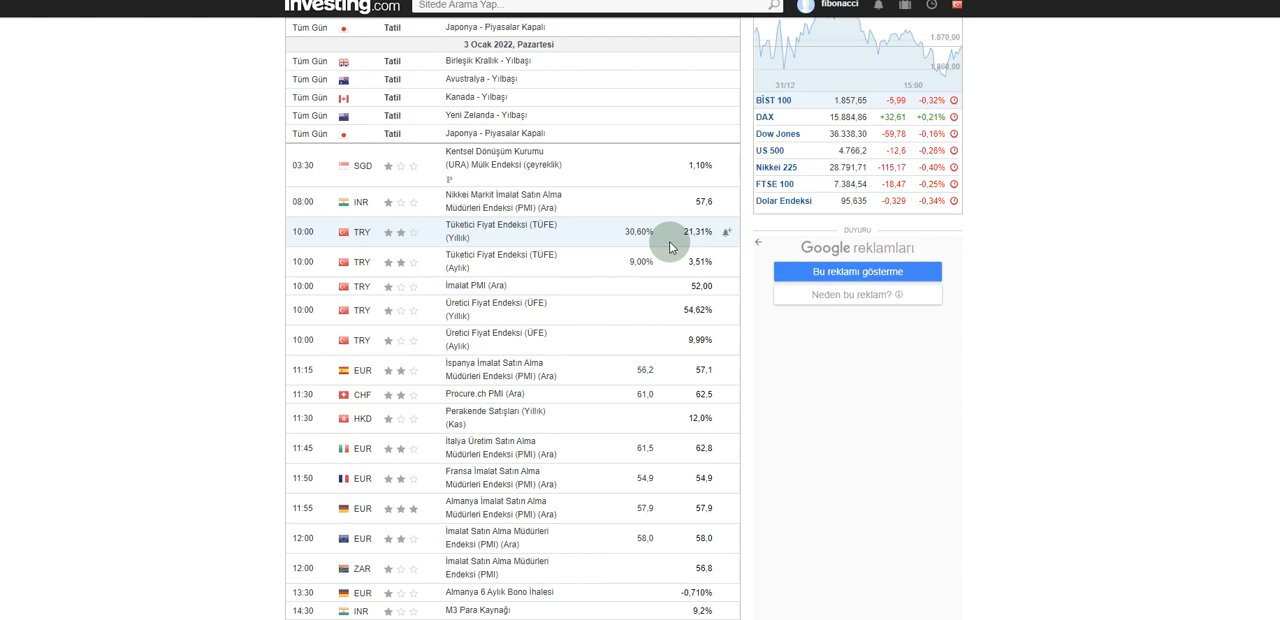 Investing.com
Sitede Arama Yap...
fibonacci
Tüm Gün Tatil Japonya - Piyasalar Kapalı
3 Ocak 2022, Pazartesi
Tüm Gün Tatil Birleşik Krallık - Yılbaşı
Tüm Gün Tatil Avustralya - Yılbaşı
Tüm Gün Tatil Kanada - Yılbaşı
Tüm Gün Tatil Yeni Zelanda - Yılbaşı
Tüm Gün Tatil Japonya - Piyasalar Kapalı
03:30 SGD Kentsel Dönüşüm Kurumu
(URA) Mülk Endeksi (çeyreklik) 1,10%
P
08:00 INR Nikkei Markit İmalat Satın Alma
Müdürleri Endeksi (PMI) (Ara) 57,6
10:00 TRY Tüketici Fiyat Endeksi (TÜFE)
(Yıllık) 30,60% 21,31%
10:00 TRY Tüketici Fiyat Endeksi (TÜFE)
(Aylık) 9,00% 3,51%
10:00 TRY İmalat PMI (Ara) 52,00
10:00 TRY Üretici Fiyat Endeksi (ÜFE)
(Yıllık) 54,62%
10:00 TRY Üretici Fiyat Endeksi (ÜFE)
(Aylık) 9,99%
11:15 EUR İspanya İmalat Satın Alma
Müdürleri Endeksi (PMI) (Ara) 56,2 57,1
11:30 CHF Procure.ch PMI (Ara) 61,0 62,5
11:30 HKD Perakende Satışları (Yıllık)
(Kas) 12,0%
11:45 EUR İtalya Üretim Satın Alma
Müdürleri Endeksi (PMI) (Ara) 61,5 62,8
11:50 EUR Fransa İmalat Satın Alma
Müdürleri Endeksi (PMI) (Ara) 54,9 54,9
11:55 EUR Almanya İmalat Satın Alma
Müdürleri Endeksi (PMI) (Ara) 57,9 57,9
12:00 EUR İmalat Satın Alma Müdürleri
Endeksi (PMI) (Ara) 58,0 58,0
12:00 ZAR İmalat Satın Alma Müdürleri
Endeksi (PMI) 56,8
13:30 EUR Almanya 6 Aylık Bono İhalesi -0,710%
14:30 INR M3 Para Kaynağı 9,2%
1.870,00
1.860,00
31/12 15:00
BİST 100 1.857,65 -5,99 -0,32%
DAX 15.884,86 +32,61 +0,21%
Dow Jones 36.338,30 -59,78 -0,16%
US 500 4.766,2 -12,6 -0,26%
Nikkei 225 28.791,71 -115,17 -0,40%
FTSE 100 7.384,54 -18,47 -0,25%
Dolar Endeksi 95,635 -0,329 -0,34%
DUYURU
Google reklamları
Bu reklamı gösterme
Neden bu reklam?